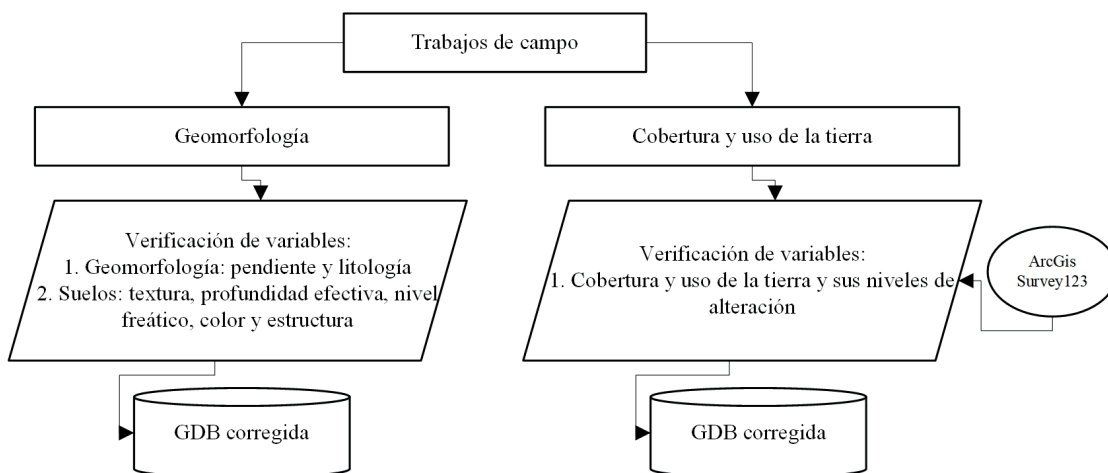 Trabajos de campo
Geomorfología
Cobertura y uso de la tierra
Verificación de variables:
1. Geomorfología: pendiente y litología
2. Suelos: textura, profundidad efectiva, nivel
freático, color y estructura
Verificación de variables:
1. Cobertura y uso de la tierra y sus niveles de
alteración
ArcGis
Survey123
GDB corregida
GDB corregida